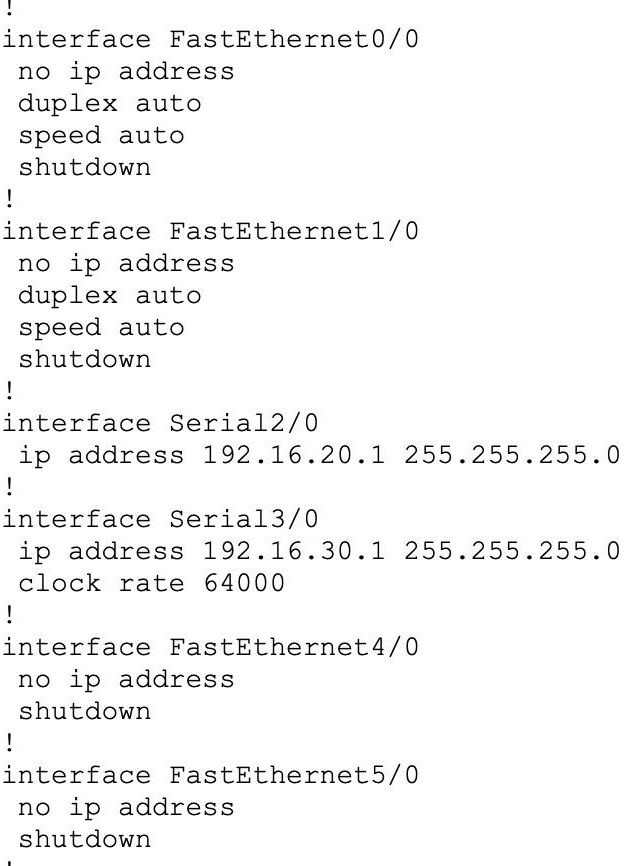 !
interface FastEthernet0/0
 no ip address
 duplex auto
 speed auto
 shutdown
!
interface FastEthernet1/0
 no ip address
 duplex auto
 speed auto
 shutdown
!
interface Serial2/0
 ip address 192.16.20.1 255.255.255.0
!
interface Serial3/0
 ip address 192.16.30.1 255.255.255.0
 clock rate 64000
!
interface FastEthernet4/0
 no ip address
 shutdown
!
interface FastEthernet5/0
 no ip address
 shutdown
!